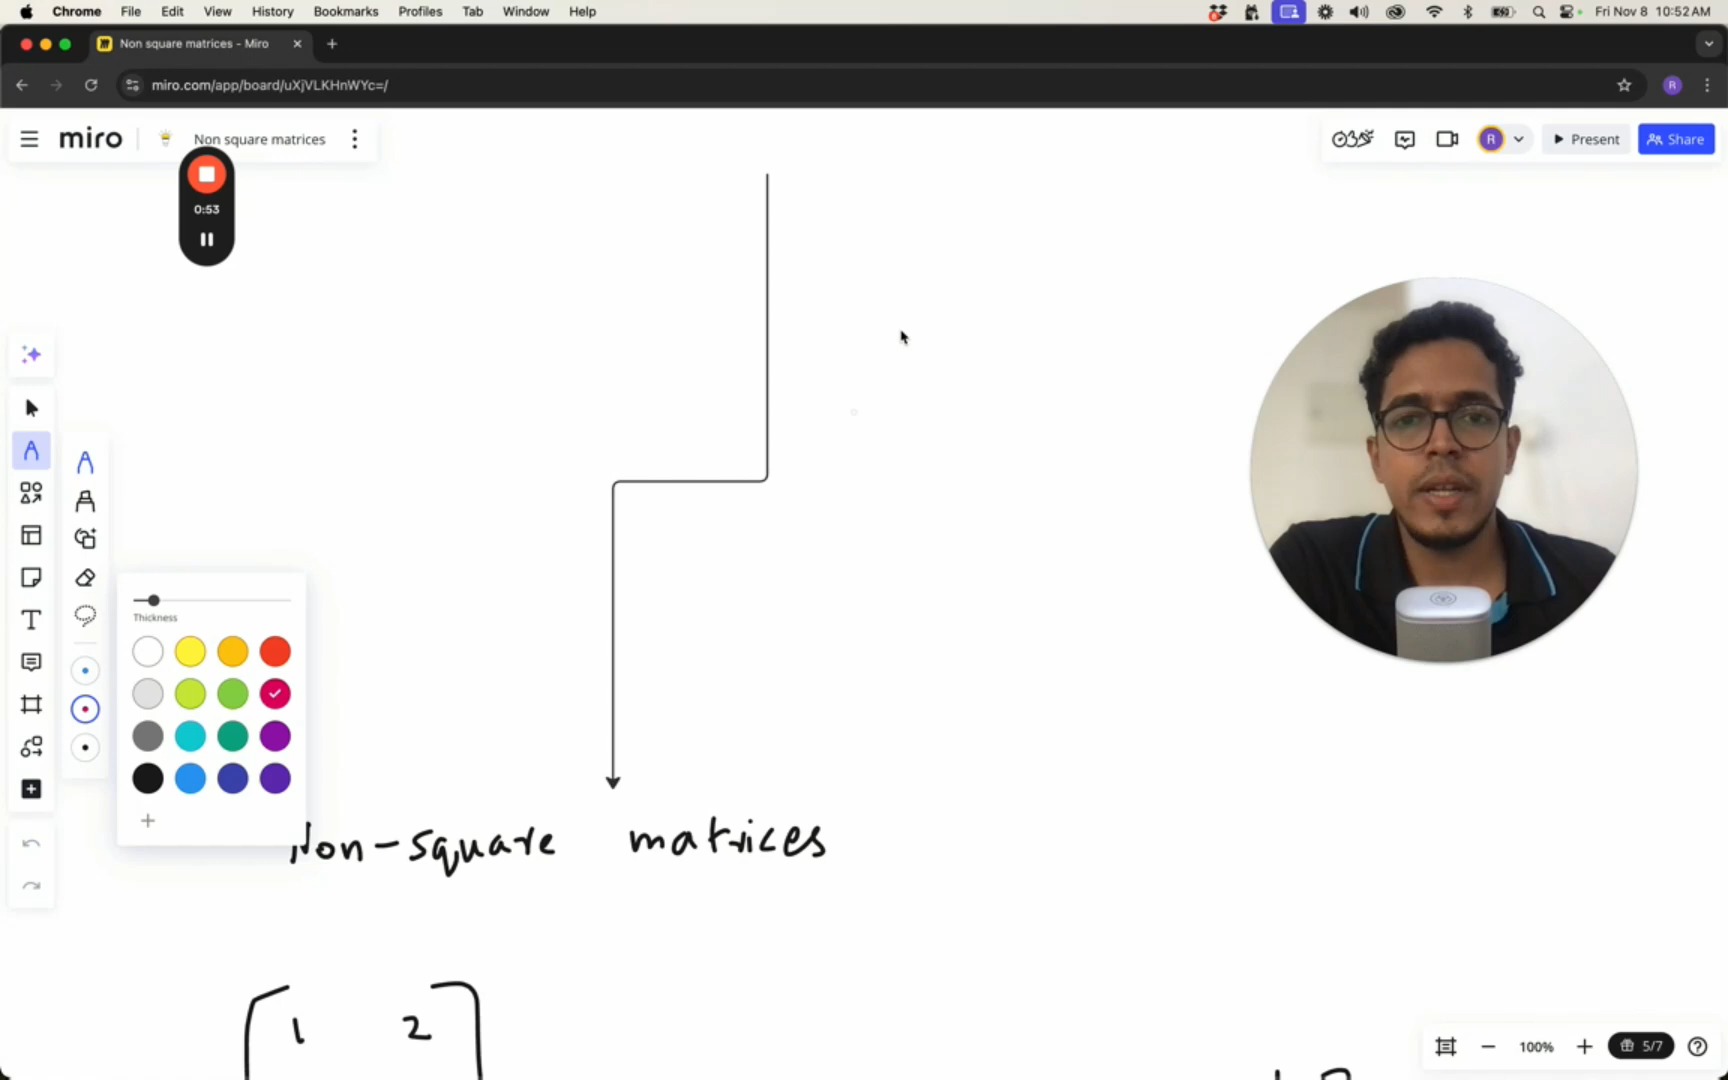 Chrome File Edit View History Bookmarks Profiles Tab Window Help Fri Nov 8 10:52 AM
Non square matrices - Miro
miro.com/app/board/uXjVLKHnWYc=/ R
miro Non square matrices R Present Share
0:53
Thickness
Non-square matrices
1 2
100% 5/7